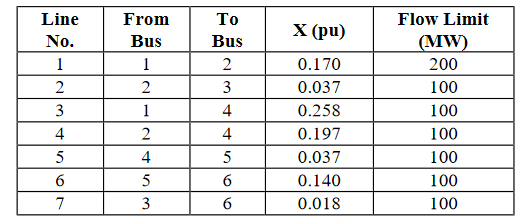 Line No. From Bus To Bus X (pu) Flow Limit (MW)
1 1 2 0.170 200
2 2 3 0.037 100
3 1 4 0.258 100
4 2 4 0.197 100
5 4 5 0.037 100
6 5 6 0.140 100
7 3 6 0.018 100